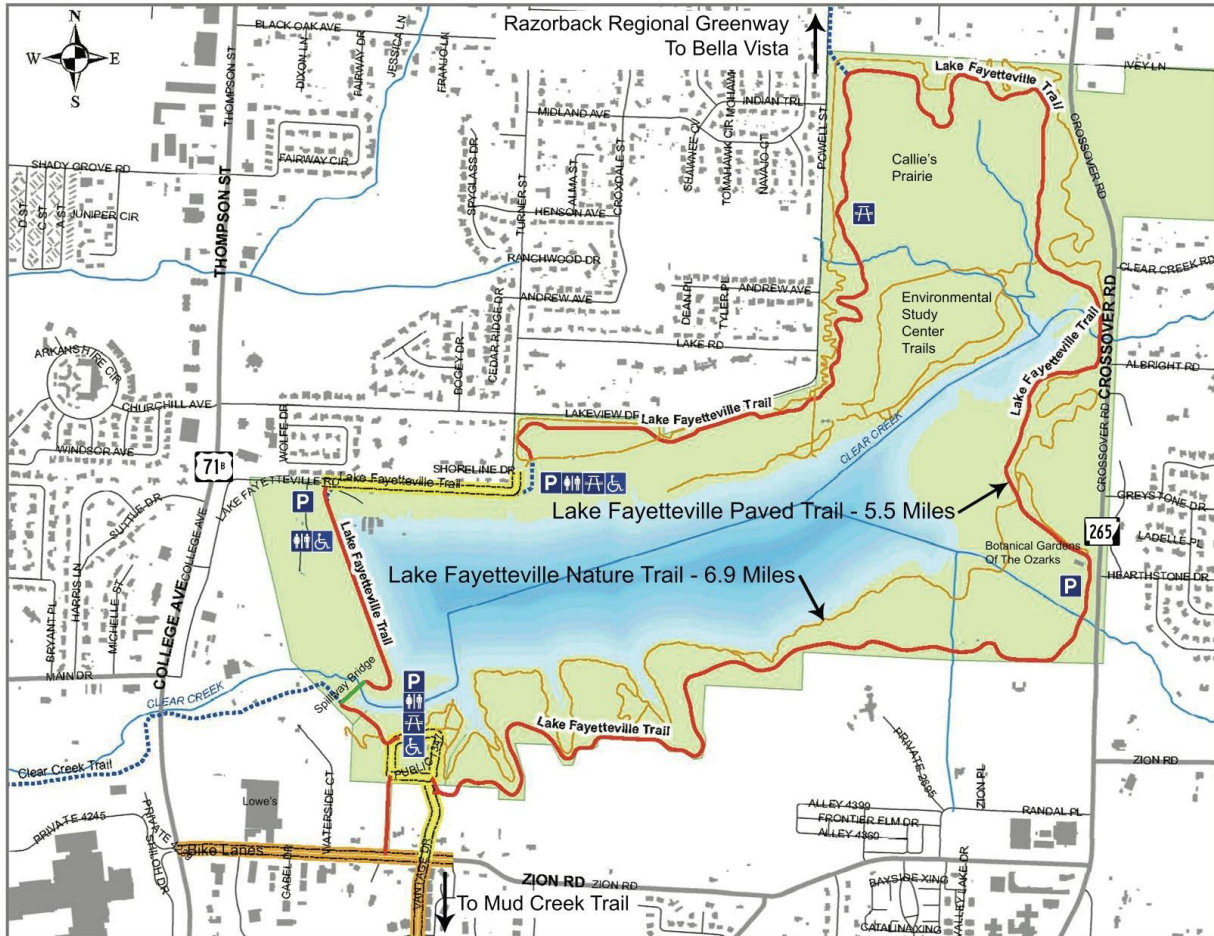 N
W
E
S
Razorback Regional Greenway
To Bella Vista
BLACK OAK AVE
DIXON LN
FAIRWAY DR
JESSICA LN
FRAUJO LN
THOMPSON ST
IVEY LN
Lake Fayetteville
Trail
MIDLAND AVE
INDIAN TRL
SHAWNEE CV
TOMAHAWK CIR
MOHAWK
NAVAJO CT
POWELL ST
CROSSOVER RD
FAIRWAY CIR
SHADY GROVE RD
D ST
C ST
A ST
JUNIPER CIR
SPYGLASS DR
TURNER ST
ALMA ST
CROXDALE ST
HENSON AVE
Callie's
Prairie
THOMPSON ST
RANCHWOOD DR
ANDREW AVE
ANDREW AVE
CLEAR CREEK RD
Environmental
Study
Center
Trails
DEAN PL
TYLER PL
LAKE RD
CEDAR RIDGE DR
BOGEY DR
ARKANSHIRE CIR
Lake Fayetteville Trail
CROSSOVER RD
ALBRIGHT RD
CHURCHILL AVE
WOLFE DR
LAKEVIEW DR
Lake Fayetteville Trail
CLEAR CREEK
CROSSOVER RD
WINDSOR AVE
71B
SHORELINE DR
LAKE FAYETTEVILLE RD
Lake Fayetteville Trail
P
P
SUTTLE DR
COLLEGE AVE
Lake Fayetteville Paved Trail - 5.5 Miles
GREYSTONE DR
265
LADELLE PL
Botanical Gardens
Of The Ozarks
HEARTHSTONE DR
P
HARRIS LN
MICHELLE ST
BRYANT PL
COLLEGE AVE
Lake Fayetteville Trail
Lake Fayetteville Nature Trail - 6.9 Miles
MAIN DR
CLEAR CREEK
Spillway Bridge
P
PUBLIC 1347
Lake Fayetteville Trail
Clear Creek Trail
PRIVATE 2695
ZION PL
ZION RD
Lowe's
WATERSIDE CT
ALLEY 4399
FRONTIER ELM DR
ALLEY 4360
RANDAL PL
PRIVATE 4245
SHILOH DR
Bike Lanes
GABEL DR
VANTAGE DR
ZION RD
ZION RD
BAYSIDE XING
VALLEY LAKE DR
CATALINA XING
To Mud Creek Trail